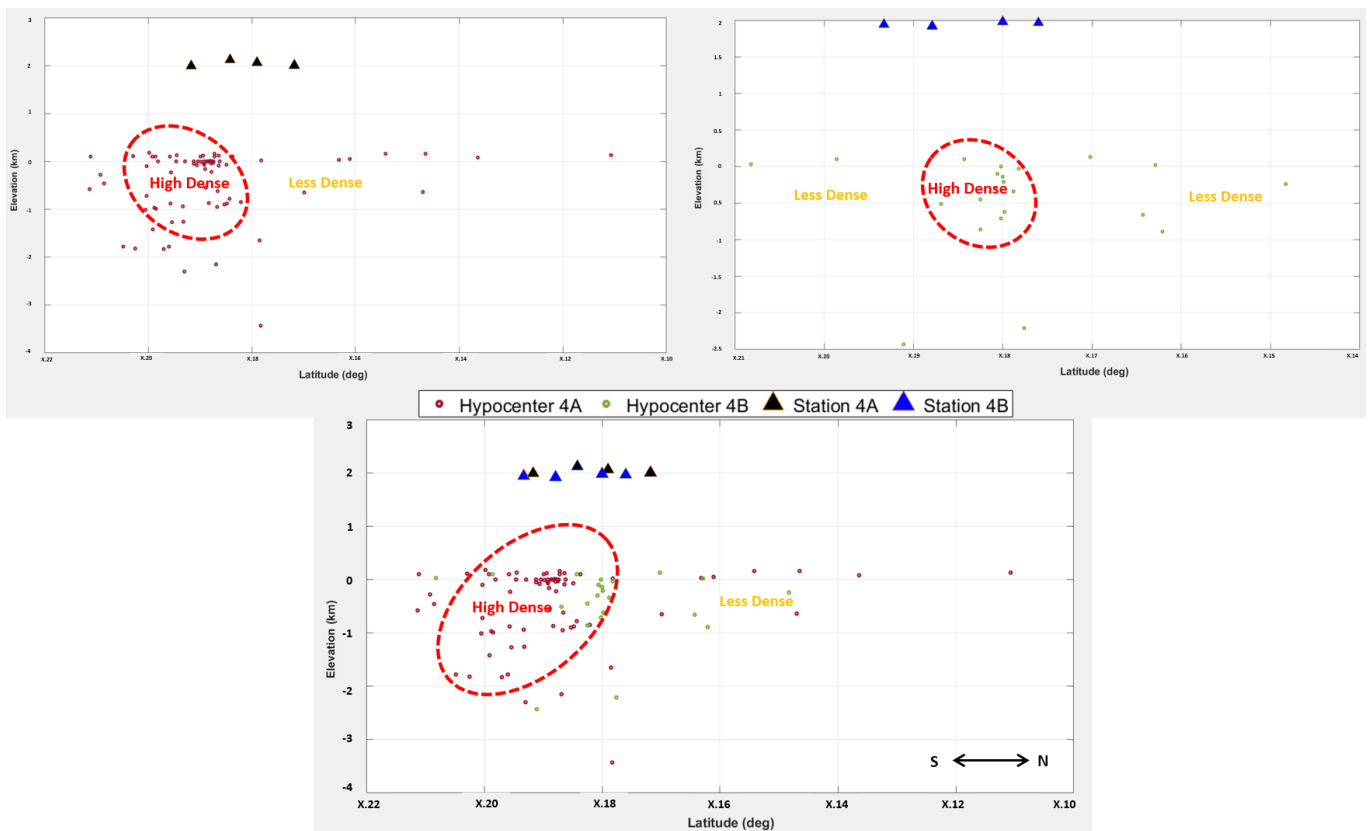 3
2
1
0
-1
-2
-3
-4
Elevation (km)
High Dense
Less Dense
X.22 X.20 X.18 X.16 X.14 X.12 X.10
Latitude (deg)
2
1.5
1
0.5
0
0.5
-1
-1.5
-2
-2.5
Elevation (km)
Less Dense
High Dense
Less Dense
X.21 X.20 X.19 X.18 X.17 X.16 X.15 X.14
Latitude (deg)
Hypocenter 4A Hypocenter 4B Station 4A Station 4B
3
2
1
0
-1
-2
-3
-4
Elevation (km)
High Dense
Less Dense
S N
X.22 X.20 X.18 X.16 X.14 X.12 X.10
Latitude (deg)